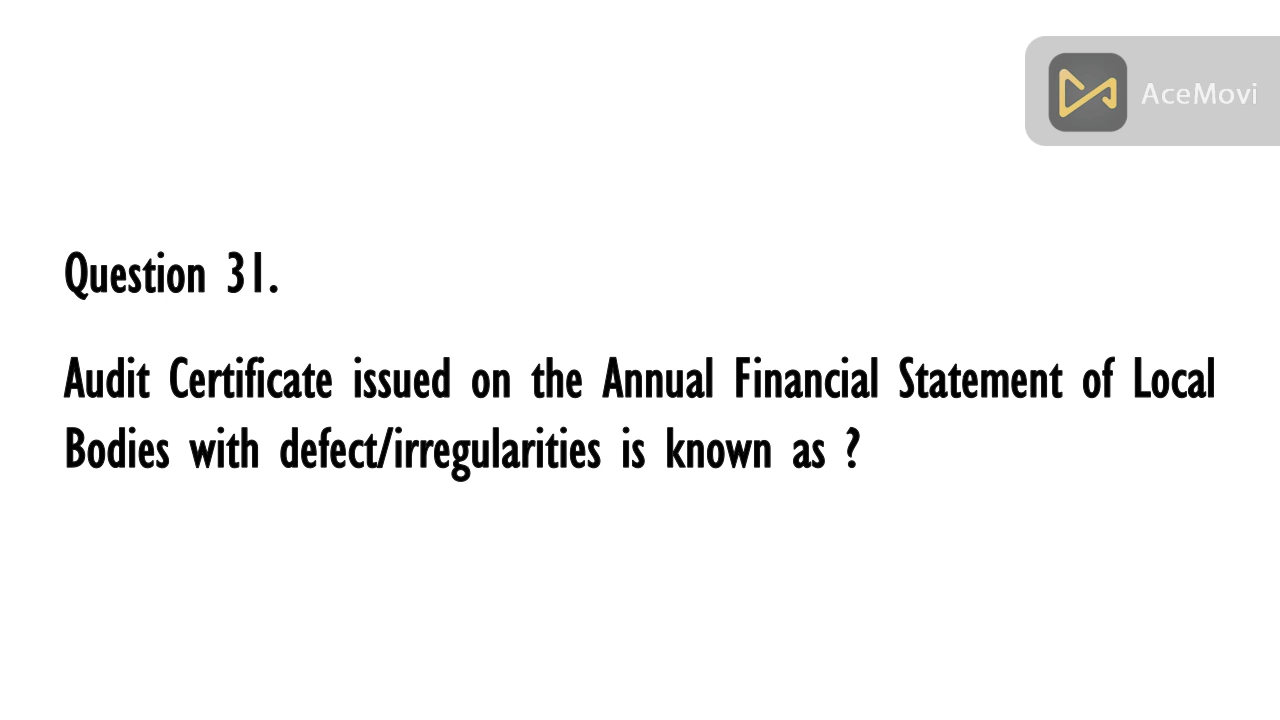 AceMovi
Question 31.
Audit Certificate issued on the Annual Financial Statement of Local
Bodies with defect/irregularities is known as ?